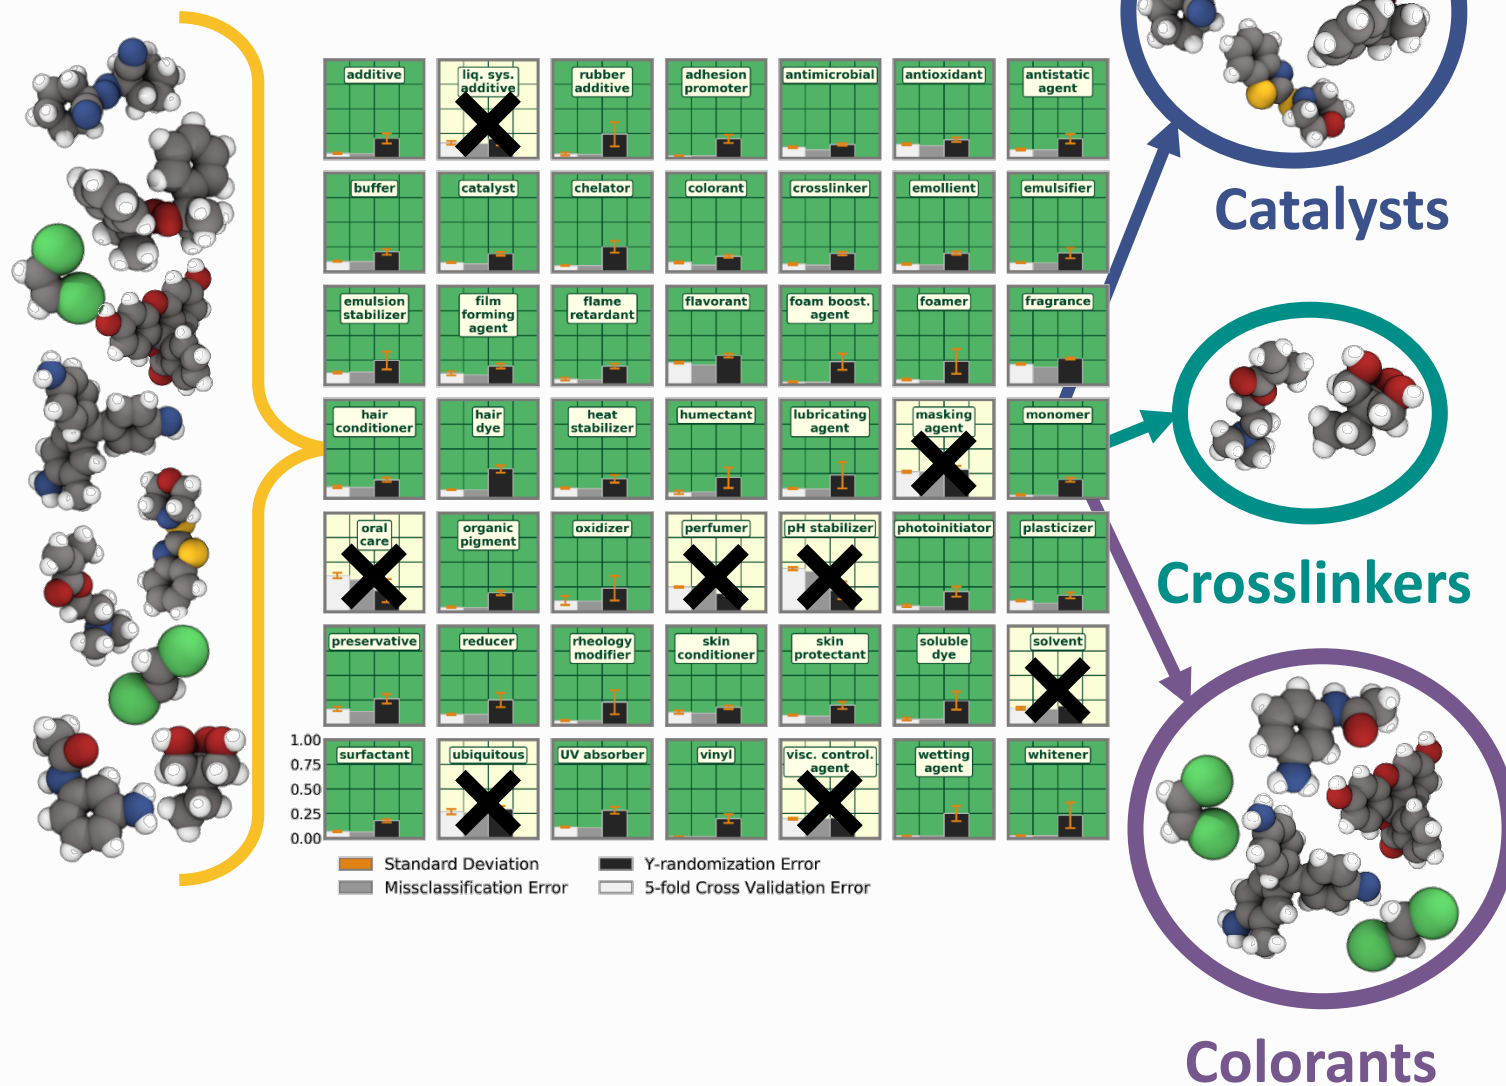 additive
liq. sys.
additive
rubber
additive
adhesion
promoter
antimicrobial
antioxidant
antistatic
agent
buffer
catalyst
chelator
colorant
crosslinker
emollient
emulsifier
emulsion
stabilizer
film
forming
agent
flame
retardant
flavorant
foam boost.
agent
foamer
fragrance
hair
conditioner
hair
dye
heat
stabilizer
humectant
lubricating
agent
masking
agent
monomer
oral
care
organic
pigment
oxidizer
perfumer
pH stabilizer
photoinitiator
plasticizer
preservative
reducer
rheology
modifier
skin
conditioner
skin
protectant
soluble
dye
solvent
1.00
0.75
0.50
0.25
0.00
surfactant
ubiquitous
UV absorber
vinyl
visc. control.
agent
wetting
agent
whitener
Standard Deviation
Y-randomization Error
Missclassification Error
5-fold Cross Validation Error
Catalysts
Crosslinkers
Colorants